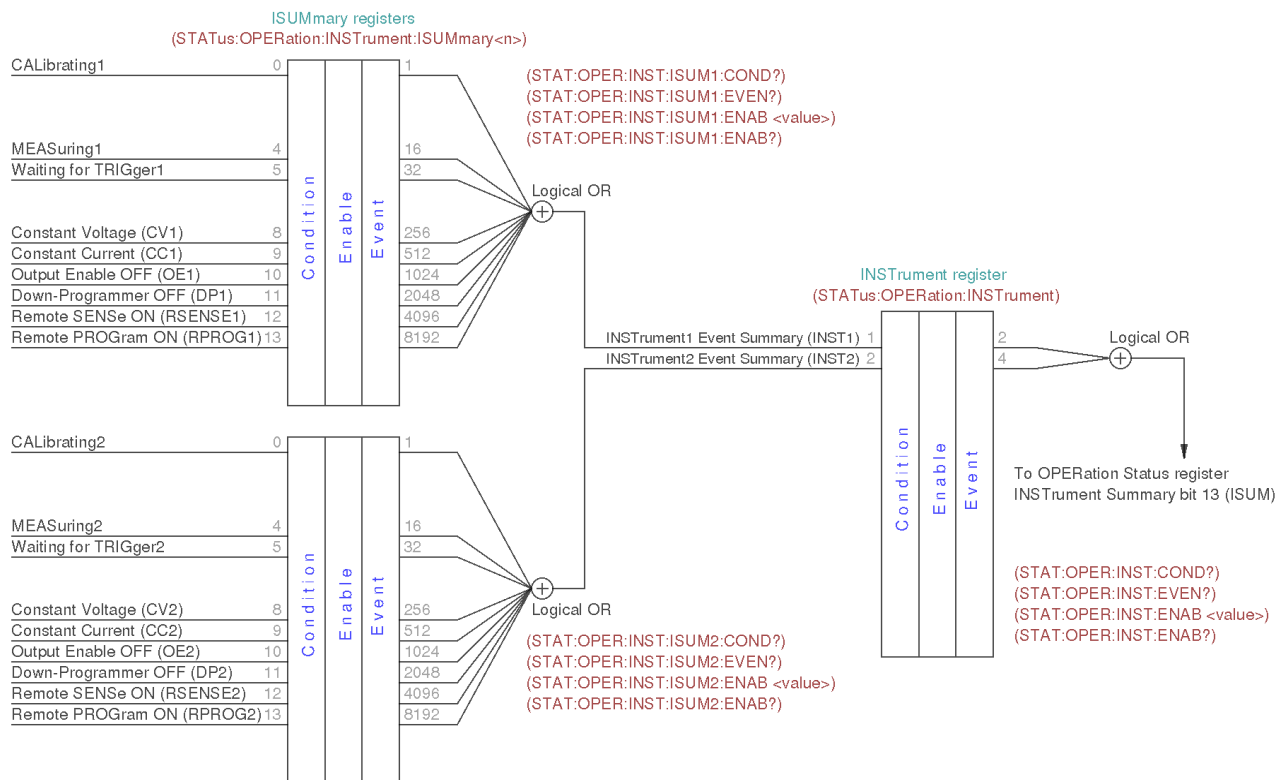 ISUMmary registers
(STATus:OPERation:INSTrument:ISUMmary<n>)
CALibrating1 0 1
(STAT:OPER:INST:ISUM1:COND?)
(STAT:OPER:INST:ISUM1:EVEN?)
(STAT:OPER:INST:ISUM1:ENAB <value>)
(STAT:OPER:INST:ISUM1:ENAB?)
MEASuring1 4 16
Waiting for TRIGger1 5 32
Condition
Enable
Event
Logical OR
Constant Voltage (CV1) 8 256
Constant Current (CC1) 9 512
Output Enable OFF (OE1) 10 1024
Down-Programmer OFF (DP1) 11 2048
Remote SENSe ON (RSENSE1) 12 4096
Remote PROGram ON (RPROG1) 13 8192
INSTrument register
(STATus:OPERation:INSTrument)
INSTrument1 Event Summary (INST1) 1 2
INSTrument2 Event Summary (INST2) 2 4
Logical OR
Condition
Enable
Event
To OPERation Status register
INSTrument Summary bit 13 (ISUM)
(STAT:OPER:INST:COND?)
(STAT:OPER:INST:EVEN?)
(STAT:OPER:INST:ENAB <value>)
(STAT:OPER:INST:ENAB?)
CALibrating2 0 1
MEASuring2 4 16
Waiting for TRIGger2 5 32
Condition
Enable
Event
Logical OR
Constant Voltage (CV2) 8 256
Constant Current (CC2) 9 512
Output Enable OFF (OE2) 10 1024
Down-Programmer OFF (DP2) 11 2048
Remote SENSe ON (RSENSE2) 12 4096
Remote PROGram ON (RPROG2) 13 8192
(STAT:OPER:INST:ISUM2:COND?)
(STAT:OPER:INST:ISUM2:EVEN?)
(STAT:OPER:INST:ISUM2:ENAB <value>)
(STAT:OPER:INST:ISUM2:ENAB?)